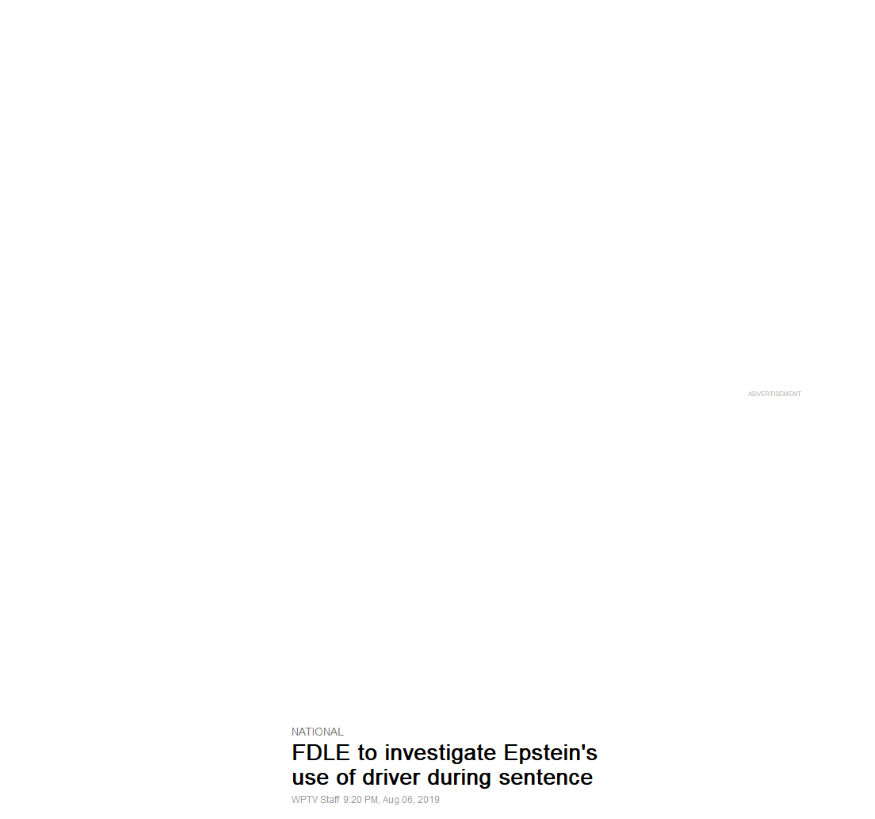 ADVERTISEMENT
NATIONAL
FDLE to investigate Epstein's
use of driver during sentence
WPTV Staff 9:20 PM, Aug 06, 2019